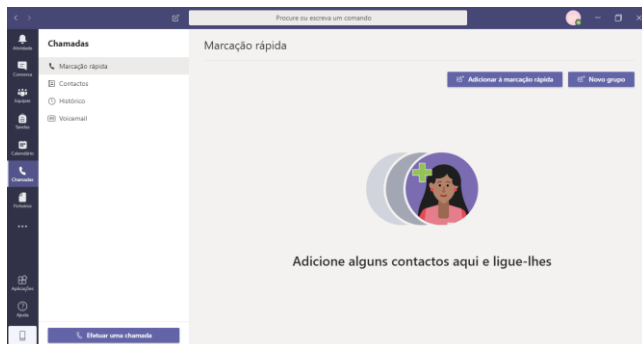 Procure ou escreva um comando
Atividade
Conversa
Equipas
Tarefas
Calendário
Chamadas
Ficheiros
Aplicações
Ajuda
Chamadas
Marcação rápida
Contactos
Histórico
Voicemail
Efetuar uma chamada
Marcação rápida
Adicionar à marcação rápida
Novo grupo
Adicione alguns contactos aqui e ligue-lhes